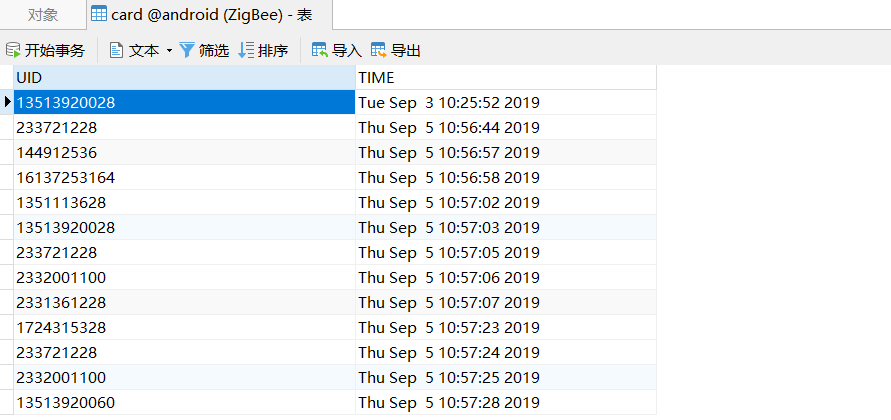 对象 card @android (ZigBee) - 表
开始事务 文本 筛选 排序 导入 导出
UID TIME
13513920028 Tue Sep  3 10:25:52 2019
233721228 Thu Sep  5 10:56:44 2019
144912536 Thu Sep  5 10:56:57 2019
16137253164 Thu Sep  5 10:56:58 2019
1351113628 Thu Sep  5 10:57:02 2019
13513920028 Thu Sep  5 10:57:03 2019
233721228 Thu Sep  5 10:57:05 2019
2332001100 Thu Sep  5 10:57:06 2019
2331361228 Thu Sep  5 10:57:07 2019
1724315328 Thu Sep  5 10:57:23 2019
233721228 Thu Sep  5 10:57:24 2019
2332001100 Thu Sep  5 10:57:25 2019
13513920060 Thu Sep  5 10:57:28 2019